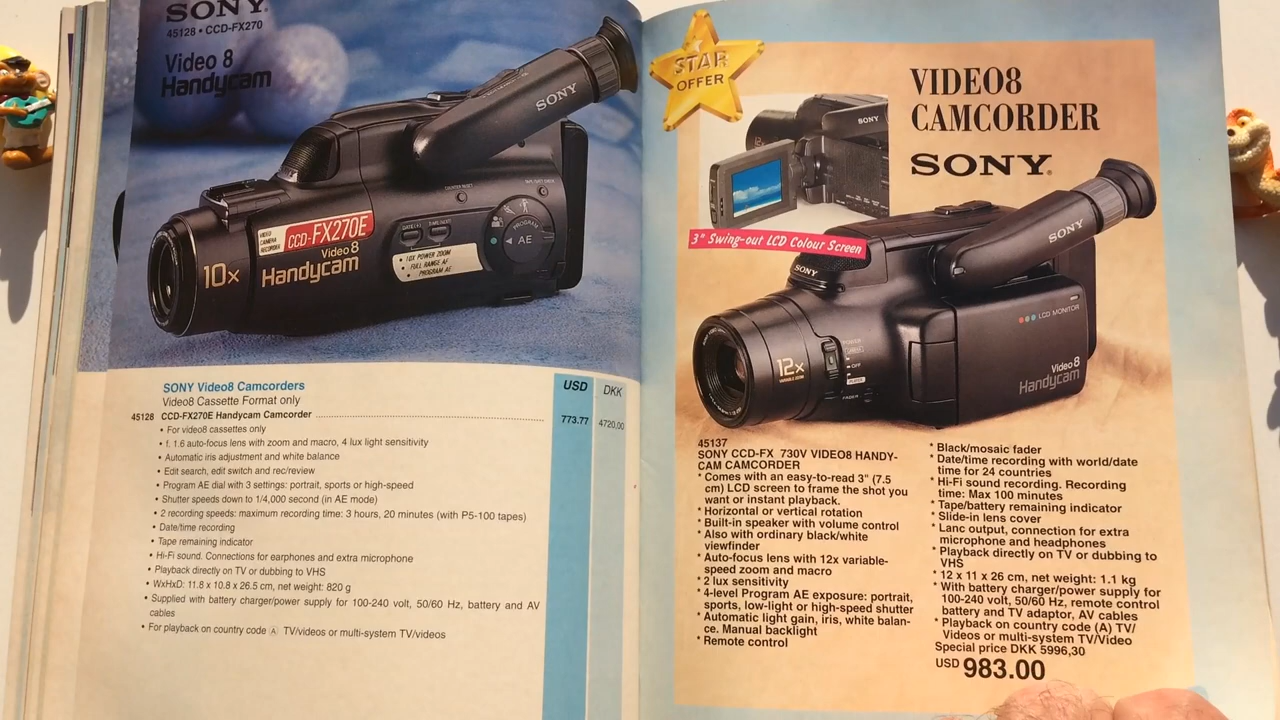 SONY
45128 • CCD-FX270
Video 8
Handycam
SONY
COUNTER RESET
VIDEO
CAMERA
RECORDER
CCD-FX270E
Video 8
Handycam
10x
PROGRAM
AE
• 10X POWER ZOOM
• FULL RANGE AF
• PROGRAM AE
SONY Video8 Camcorders
Video8 Cassette Format only
45128 CCD-FX270E Handycam Camcorder
• For video8 cassettes only
• f. 1.6 auto-focus lens with zoom and macro, 4 lux light sensitivity
• Automatic iris adjustment and white balance
• Edit search, edit switch and rec/review
• Program AE dial with 3 settings: portrait, sports or high-speed
• Shutter speeds down to 1/4,000 second (in AE mode)
• 2 recording speeds: maximum recording time: 3 hours, 20 minutes (with P5-100 tapes)
• Date/time recording
• Tape remaining indicator
• Hi-Fi sound. Connections for earphones and extra microphone
• Playback directly on TV or dubbing to VHS
• WxHxD: 11.8 x 10.8 x 26.5 cm, net weight: 820 g
• Supplied with battery charger/power supply for 100-240 volt, 50/60 Hz, battery and AV
cables
• For playback on country code A TV/videos or multi-system TV/videos
USD
773.77
DKK
4720.00
STAR
OFFER
VIDEO8
CAMCORDER
SONY
SONY
3" Swing-out LCD Colour Screen
SONY
SONY
LCD MONITOR
12x
VARIABLE ZOOM
POWER
CAMERA
OFF
PLAYER
FADER
Video 8
Handycam
45137
SONY CCD-FX 730V VIDEO8 HANDY-
CAM CAMCORDER
* Comes with an easy-to-read 3" (7.5
cm) LCD screen to frame the shot you
want or instant playback.
* Horizontal or vertical rotation
* Built-in speaker with volume control
* Also with ordinary black/white
viewfinder
* Auto-focus lens with 12x variable-
speed zoom and macro
* 2 lux sensitivity
* 4-level Program AE exposure: portrait,
sports, low-light or high-speed shutter
* Automatic light gain, iris, white balan-
ce. Manual backlight
* Remote control
* Black/mosaic fader
* Date/time recording with world/date
time for 24 countries
* Hi-Fi sound recording. Recording
time: Max 100 minutes
* Tape/battery remaining indicator
* Slide-in lens cover
* Lanc output, connection for extra
microphone and headphones
* Playback directly on TV or dubbing to
VHS
* 12 x 11 x 26 cm, net weight: 1.1 kg
* With battery charger/power supply for
100-240 volt, 50/60 Hz, remote control
battery and TV adaptor, AV cables
* Playback on country code (A) TV/
Videos or multi-system TV/Video
Special price DKK 5996,30
USD 983.00